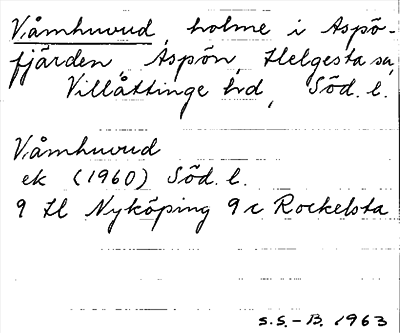 Våmhuvud, holme i Aspö-
fjärden, Aspön, Helgesta sn,
Villåttinge hd, Söd. l.
Våmhuvud
ek (1960) Söd. l.
9 H Nyköping 9 c Rockelsta
S.S.-B. 1963